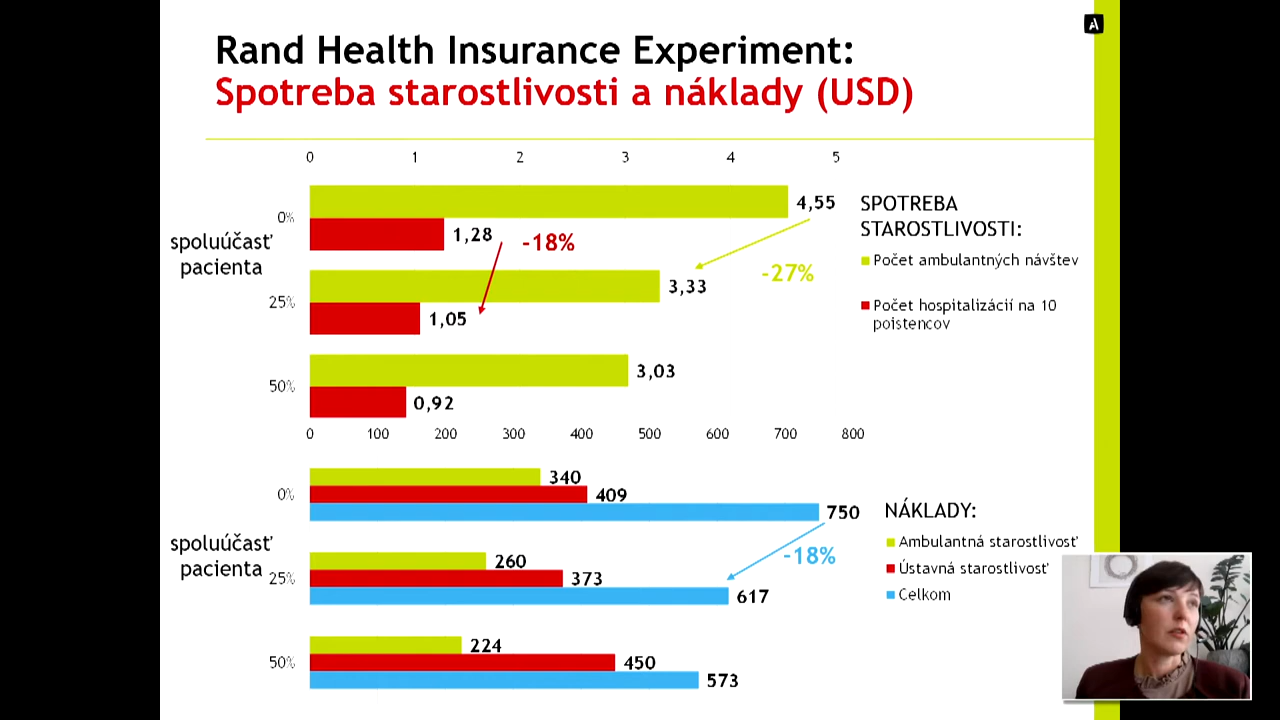 A
Rand Health Insurance Experiment:
Spotreba starostlivosti a náklady (USD)
0 1 2 3 4 5
spoluúčasť
pacienta
0%
4,55
1,28
-18%
-27%
25%
3,33
1,05
50%
3,03
0,92
SPOTREBA
STAROSTLIVOSTI:
Počet ambulantných návštev
Počet hospitalizácií na 10
poistencov
0 100 200 300 400 500 600 700 800
spoluúčasť
pacienta
0%
340
409
750
-18%
25%
260
373
617
50%
224
450
573
NÁKLADY:
Ambulantná starostlivosť
Ústavná starostlivosť
Celkom